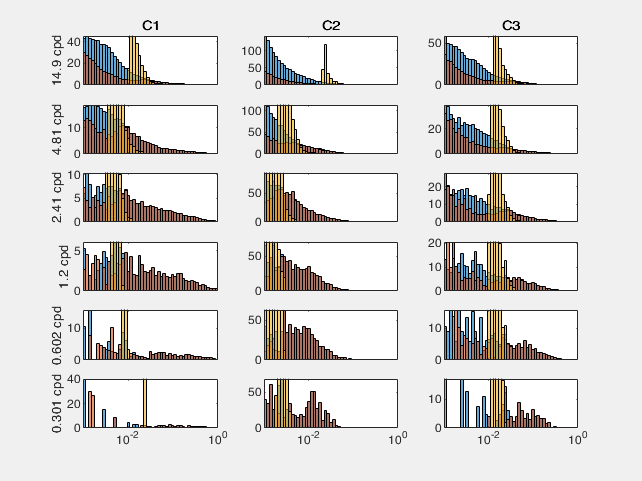 C1 C2 C3
14.9 cpd 40 20 0 100 50 0 50 0
4.81 cpd 10 0 100 50 0 20 0
2.41 cpd 10 5 0 50 0 20 10 0
1.2 cpd 5 0 50 0 20 10 0
0.602 cpd 10 0 50 0 10 0
0.301 cpd 40 20 0 50 0 10 0
10^-2 10^0 10^-2 10^0 10^-2 10^0